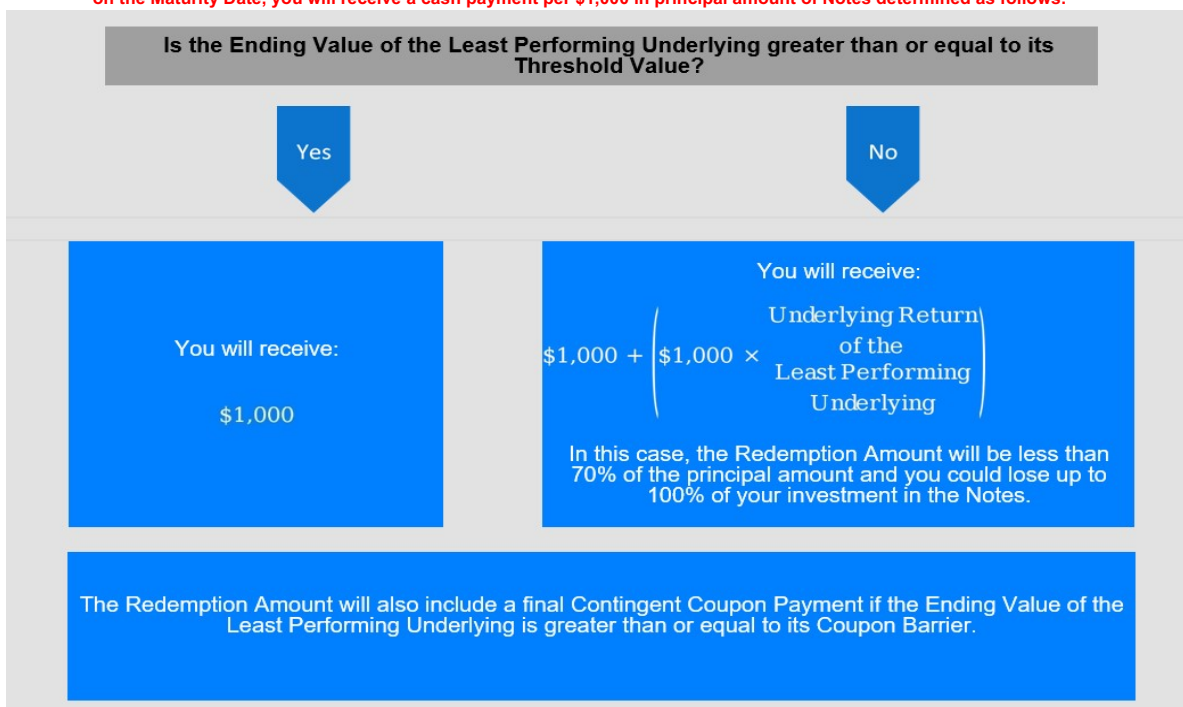 on the Maturity Date, you will receive a cash payment per $1,000 in principal amount of Notes determined as follows:
Is the Ending Value of the Least Performing Underlying greater than or equal to its
Threshold Value?
Yes
No
You will receive:
$1,000
You will receive:
$1,000 + ($1,000 × Underlying Return
of the
Least Performing
Underlying)
In this case, the Redemption Amount will be less than
70% of the principal amount and you could lose up to
100% of your investment in the Notes.
The Redemption Amount will also include a final Contingent Coupon Payment if the Ending Value of the
Least Performing Underlying is greater than or equal to its Coupon Barrier.